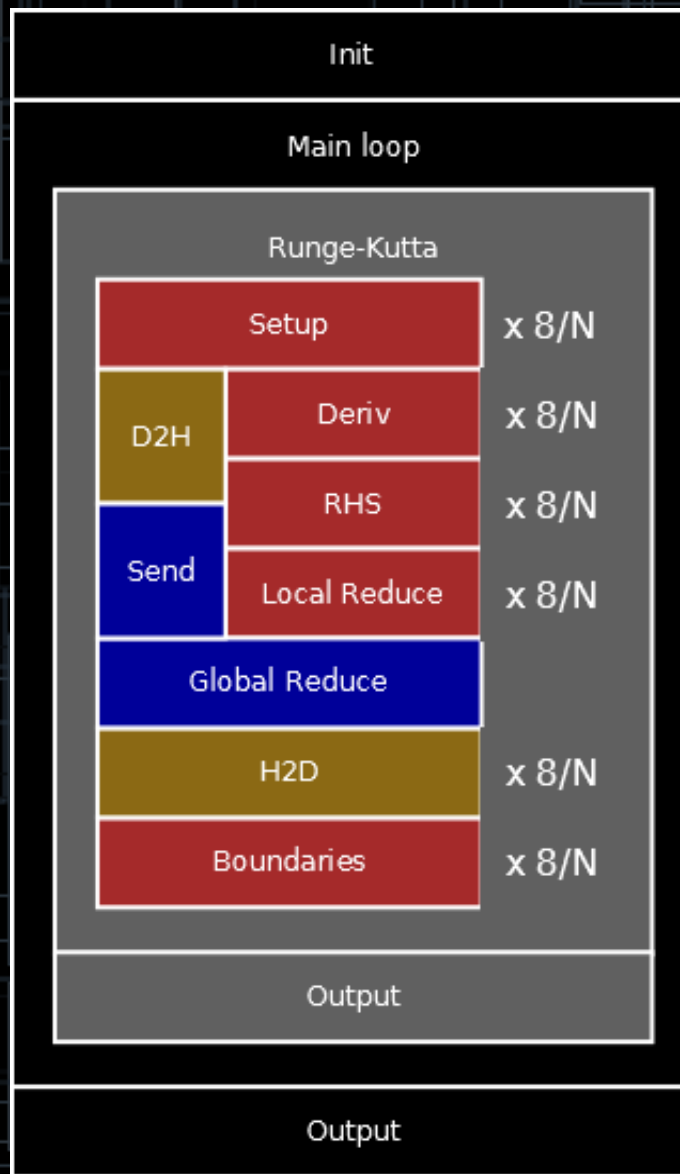 Init
Main loop
Runge-Kutta
Setup x 8/N
D2H
Deriv x 8/N
RHS x 8/N
Send
Local Reduce x 8/N
Global Reduce
H2D x 8/N
Boundaries x 8/N
Output
Output